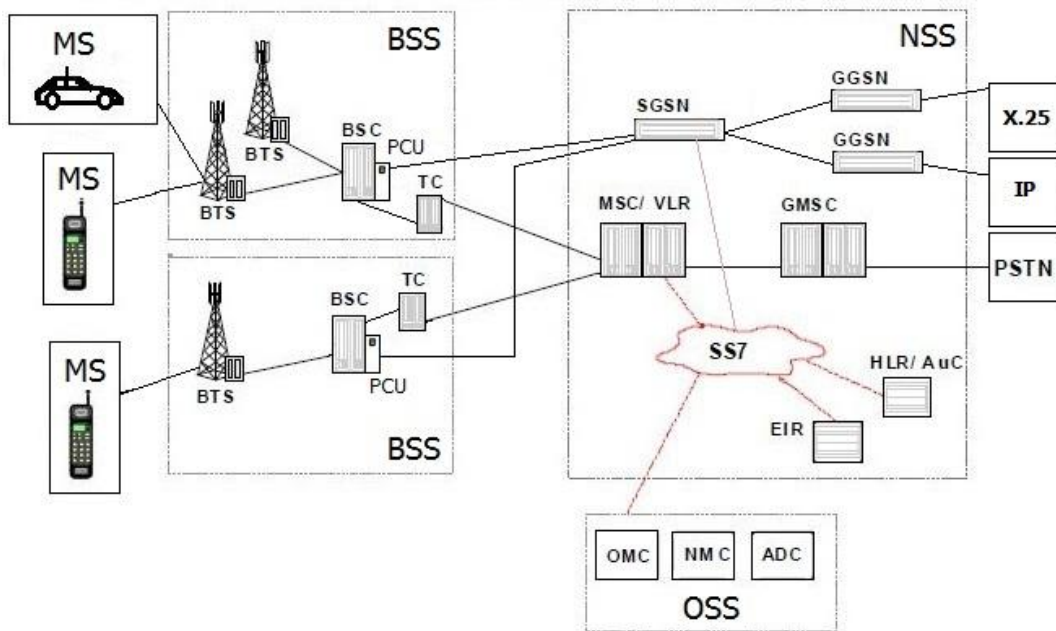 MS
BSS
NSS
BTS
BTS
BSC
PCU
TC
SGSN
GGSN
GGSN
X.25
IP
MS
MSC/ VLR
GMSC
PSTN
BSC
TC
PCU
BTS
BSS
MS
SS7
HLR/ AuC
EIR
OMC
NMC
ADC
OSS